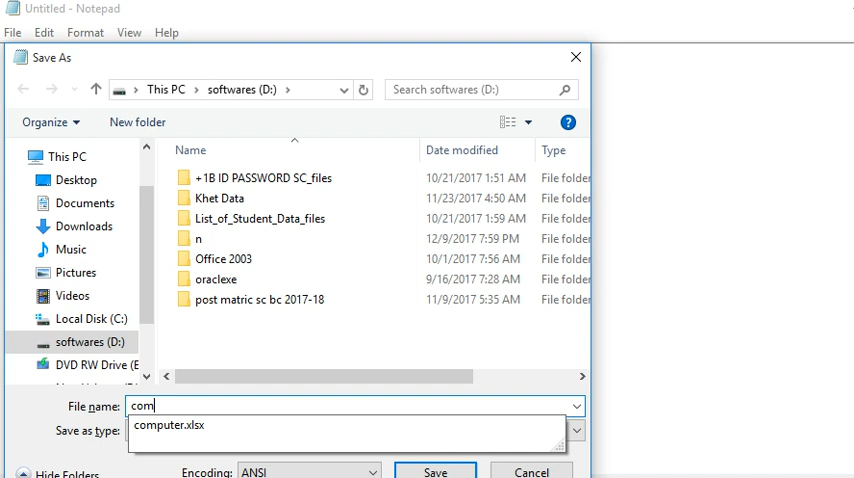 Untitled - Notepad
File Edit Format View Help
Save As
This PC softwares (D:) Search softwares (D:)
Organize New folder
Name Date modified Type
This PC
Desktop
Documents
Downloads
Music
Pictures
Videos
Local Disk (C:)
softwares (D:)
DVD RW Drive (E
+1B ID PASSWORD SC_files 10/21/2017 1:51 AM File folder
Khet Data 11/23/2017 4:50 AM File folder
List_of_Student_Data_files 10/21/2017 1:59 AM File folder
n 12/9/2017 7:59 PM File folder
Office 2003 10/1/2017 7:56 AM File folder
oraclexe 9/16/2017 7:28 AM File folder
post matric sc bc 2017-18 11/9/2017 5:35 AM File folder
File name: com
Save as type: computer.xlsx
Hide Folders Encoding: ANSI Save Cancel